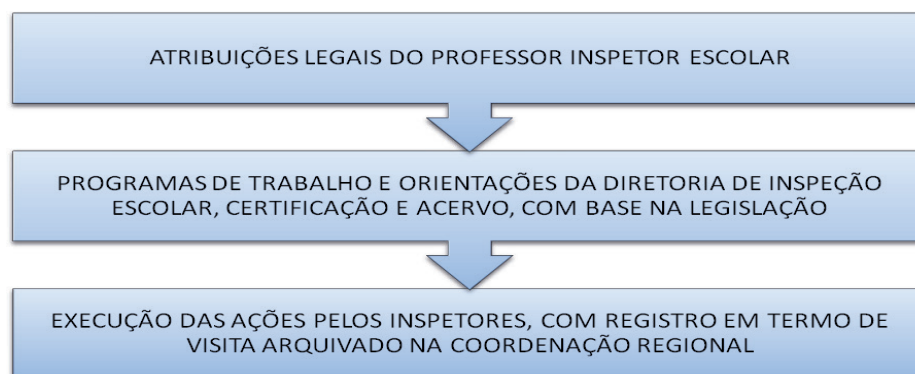 ATRIBUIÇÕES LEGAIS DO PROFESSOR INSPETOR ESCOLAR
PROGRAMAS DE TRABALHO E ORIENTAÇÕES DA DIRETORIA DE INSPEÇÃO
ESCOLAR, CERTIFICAÇÃO E ACERVO, COM BASE NA LEGISLAÇÃO
EXECUÇÃO DAS AÇÕES PELOS INSPETORES, COM REGISTRO EM TERMO DE
VISITA ARQUIVADO NA COORDENAÇÃO REGIONAL